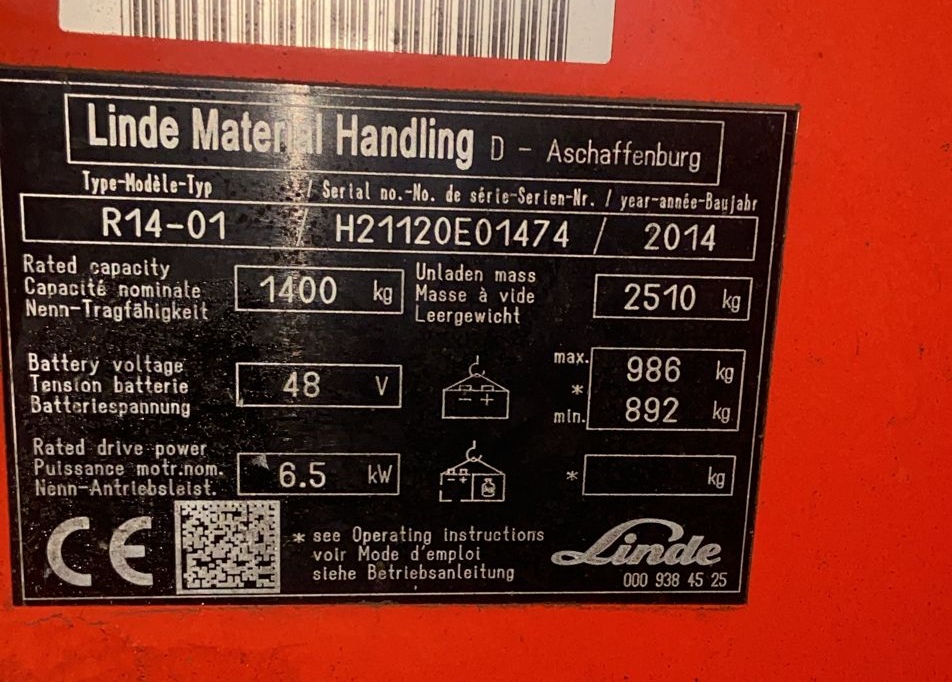 Linde Material Handling D - Aschaffenburg
Type-Modèle-Typ / Serial no.-No. de série-Serien-Nr. / year-année-Baujahr
R14-01 / H21120E01474 / 2014
Rated capacity
Capacité nominale
Nenn-Tragfähigkeit
1400 kg
Unladen mass
Masse à vide
Leergewicht
2510 kg
Battery voltage
Tension batterie
Batteriespannung
48 V
max. 986 kg
*
min. 892 kg
Rated drive power
Puissance motr.nom.
Nenn-Antriebsleist.
6.5 kW
* kg
CE
* see Operating instructions
voir Mode d'emploi
siehe Betriebsanleitung
Linde
000 938 45 25